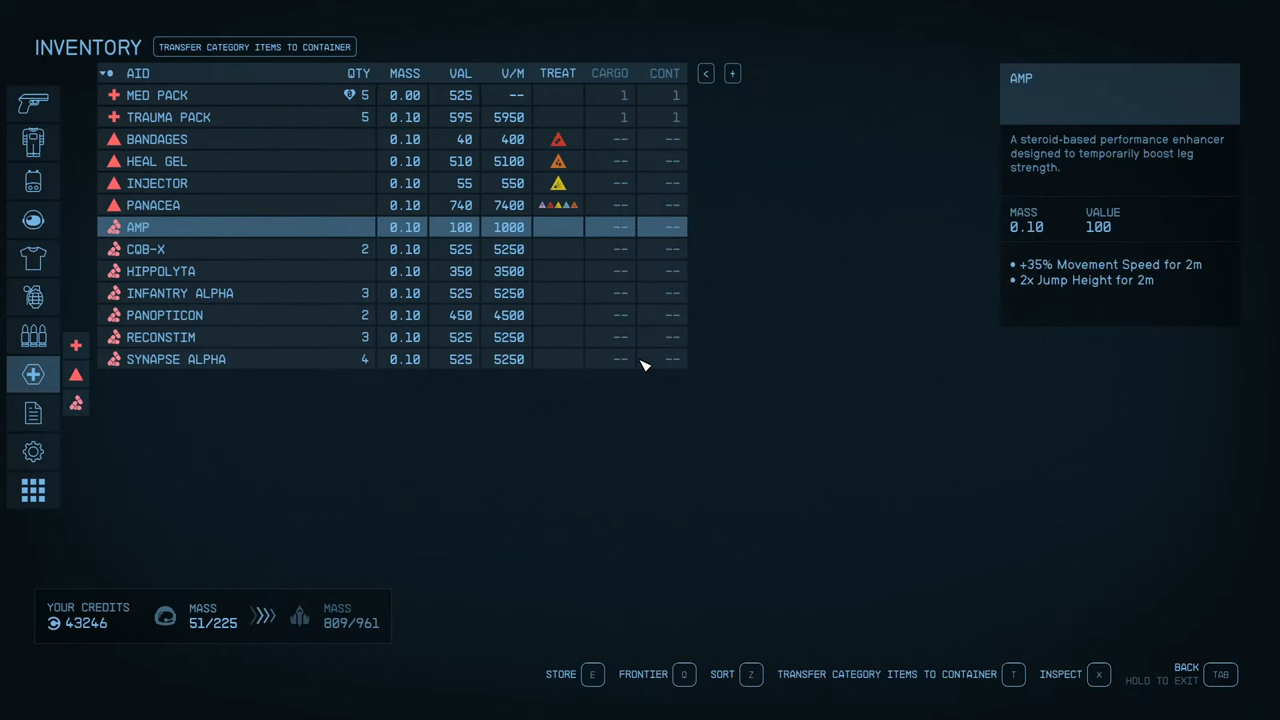 INVENTORY TRANSFER CATEGORY ITEMS TO CONTAINER
AID QTY MASS VAL V/M TREAT CARGO CONT < +
MED PACK 5 0.00 525 -- 1 1
TRAUMA PACK 5 0.10 595 5950 1 1
BANDAGES 0.10 40 400 -- --
HEAL GEL 0.10 510 5100 -- --
INJECTOR 0.10 55 550 -- --
PANACEA 0.10 740 7400 -- --
AMP 0.10 100 1000 -- --
CQB-X 2 0.10 525 5250 -- --
HIPPOLYTA 0.10 350 3500 -- --
INFANTRY ALPHA 3 0.10 525 5250 -- --
PANOPTICON 2 0.10 450 4500 -- --
RECONSTIM 3 0.10 525 5250 -- --
SYNAPSE ALPHA 4 0.10 525 5250 -- --
AMP
A steroid-based performance enhancer
designed to temporarily boost leg
strength.
MASS VALUE
0.10 100
• +35% Movement Speed for 2m
• 2x Jump Height for 2m
YOUR CREDITS MASS MASS
43246 51/225 809/961
STORE E FRONTIER Q SORT Z TRANSFER CATEGORY ITEMS TO CONTAINER T INSPECT X BACK TAB
HOLD TO EXIT